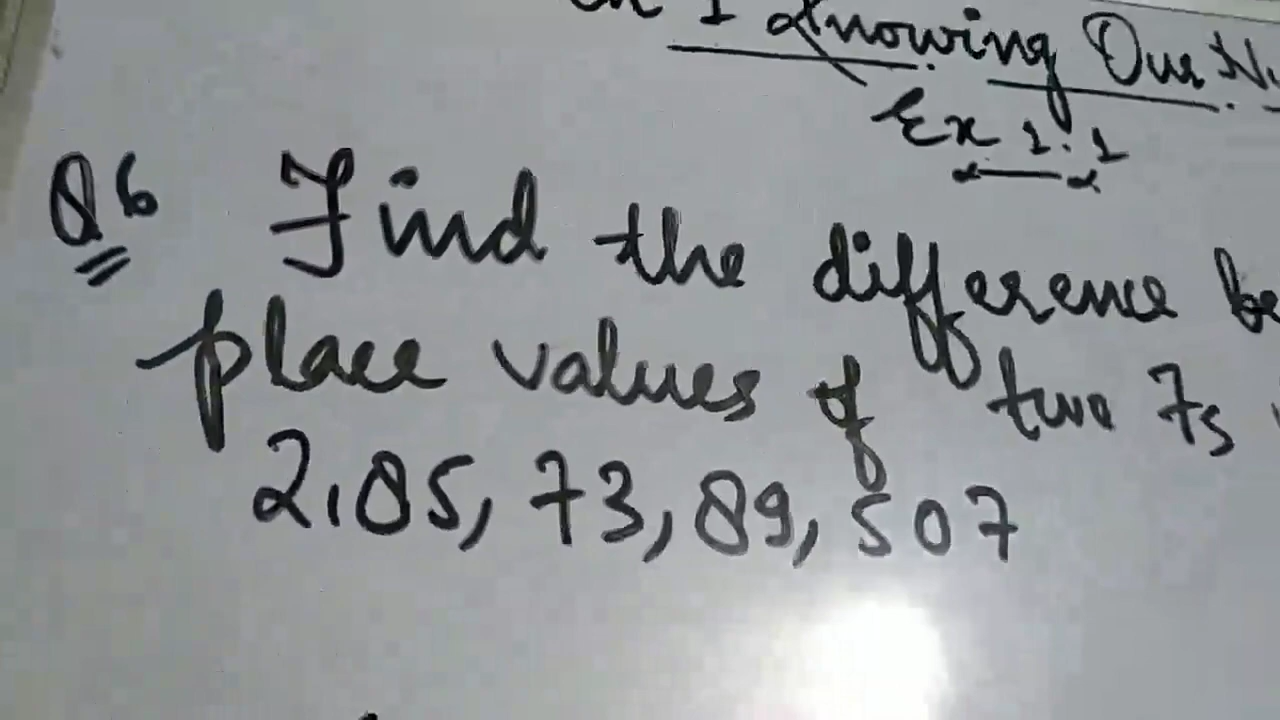 1 Knowing Our
Ex 1.1
Q6 Find the difference
place values of two 7s
2,85,73,89,507